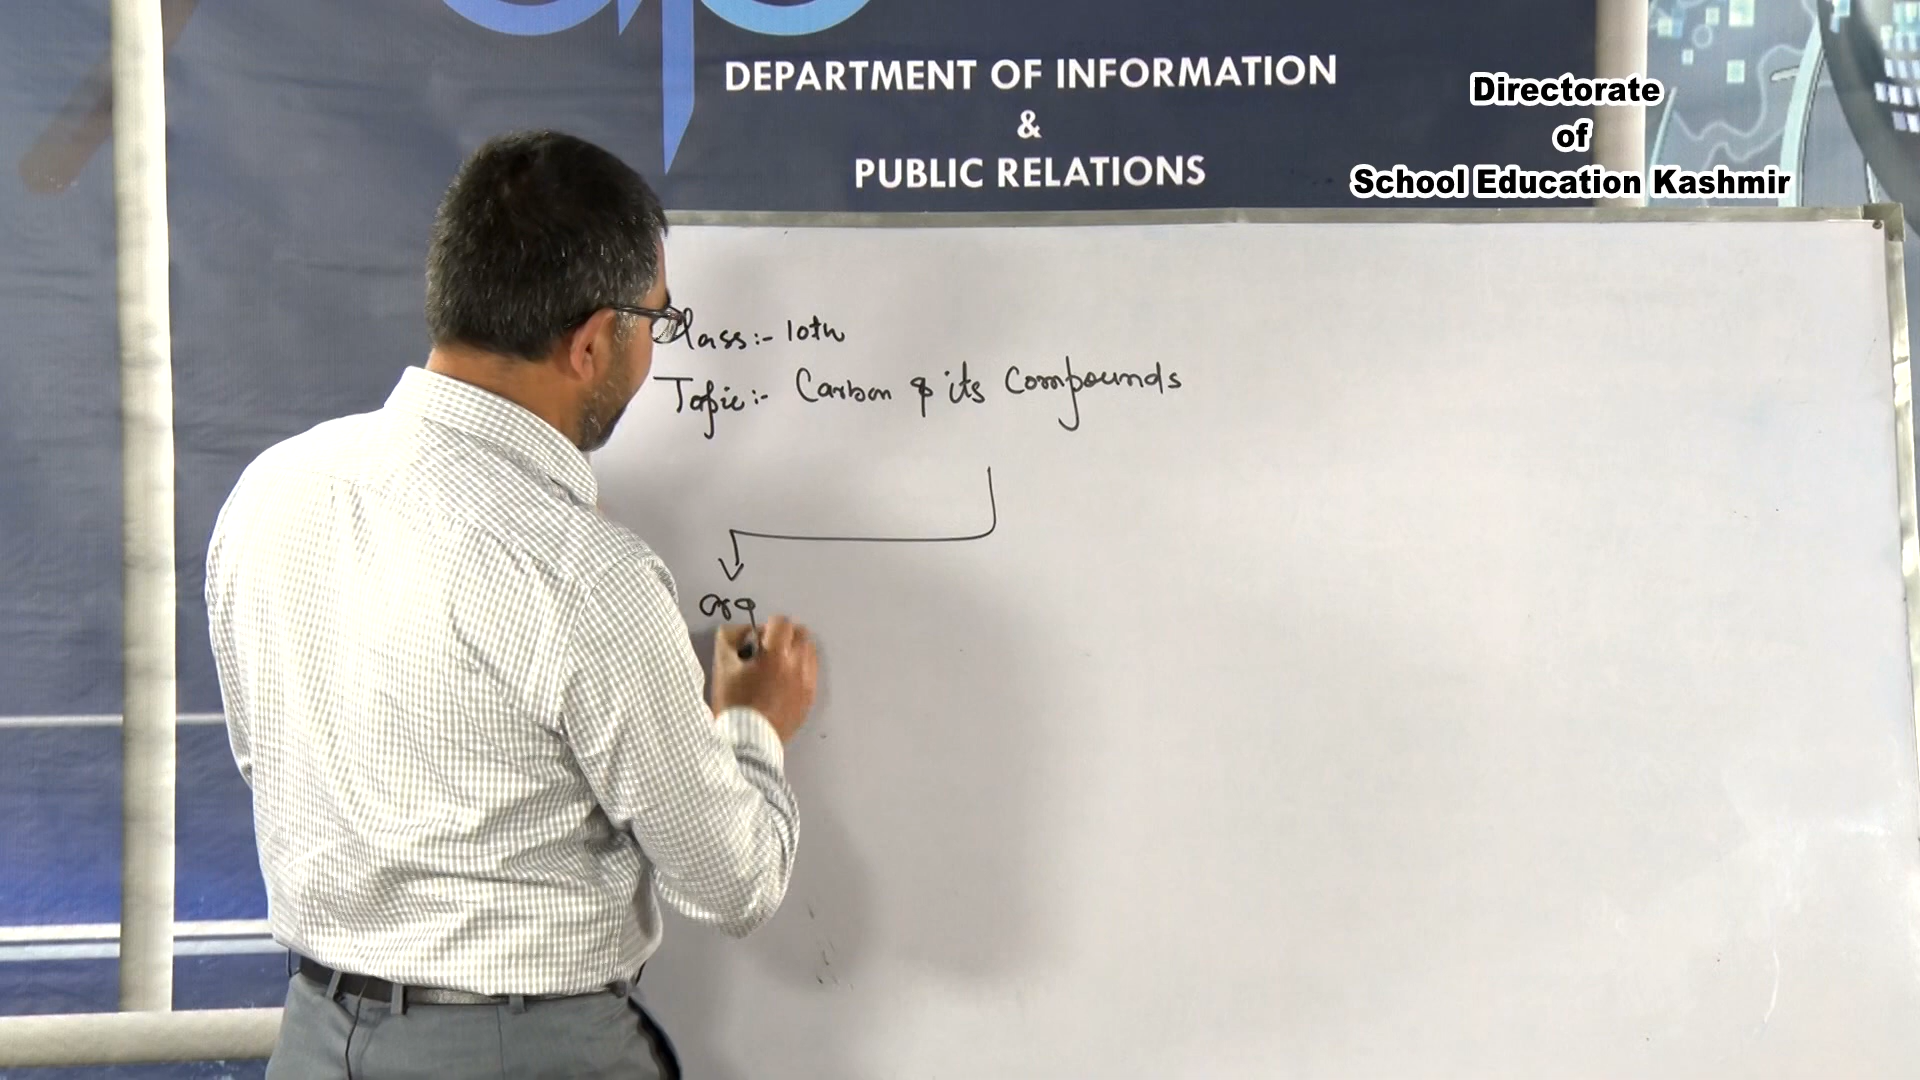 DEPARTMENT OF INFORMATION
&
PUBLIC RELATIONS
Directorate
of
School Education Kashmir
Class:- 10th
Topic:- Carbon & its Compounds
org